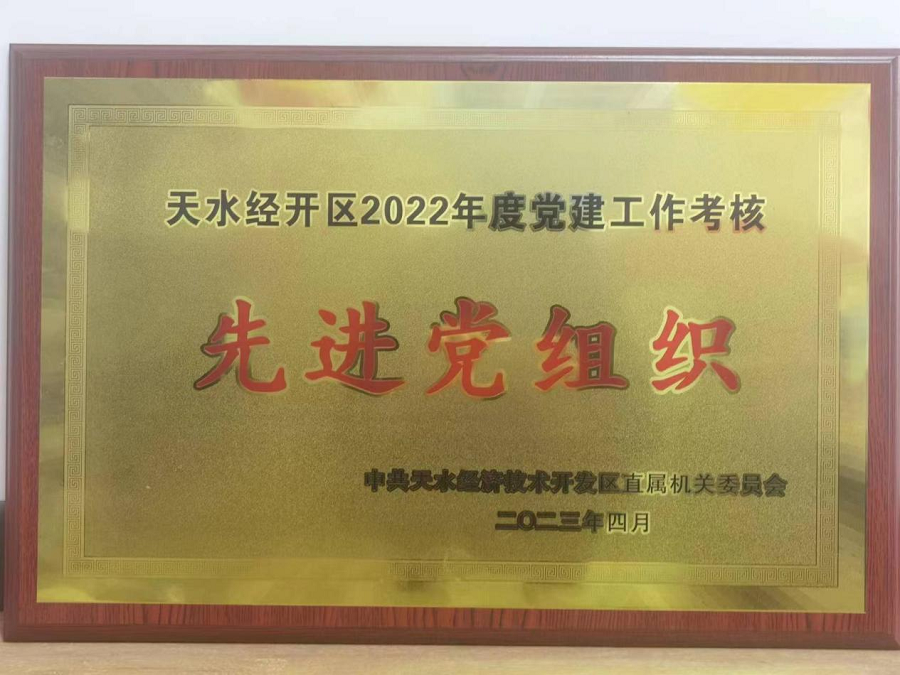 天水经开区2022年度党建工作考核
先进党组织
中共天水经济技术开发区直属机关委员会
二〇二三年四月